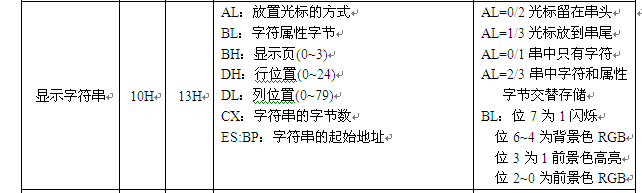 显示字符串
10H
13H
AL：放置光标的方式
BL：字符属性字节
BH：显示页(0~3)
DH：行位置(0~24)
DL：列位置(0~79)
CX：字符串的字节数
ES:BP：字符串的起始地址
AL=0/2 光标留在串头
AL=1/3 光标放到串尾
AL=0/1 串中只有字符
AL=2/3 串中字符和属性
字节交替存储
BL：位 7 为 1 闪烁
位 6~4 为背景色 RGB
位 3 为 1 前景色高亮
位 2~0 为前景色 RGB